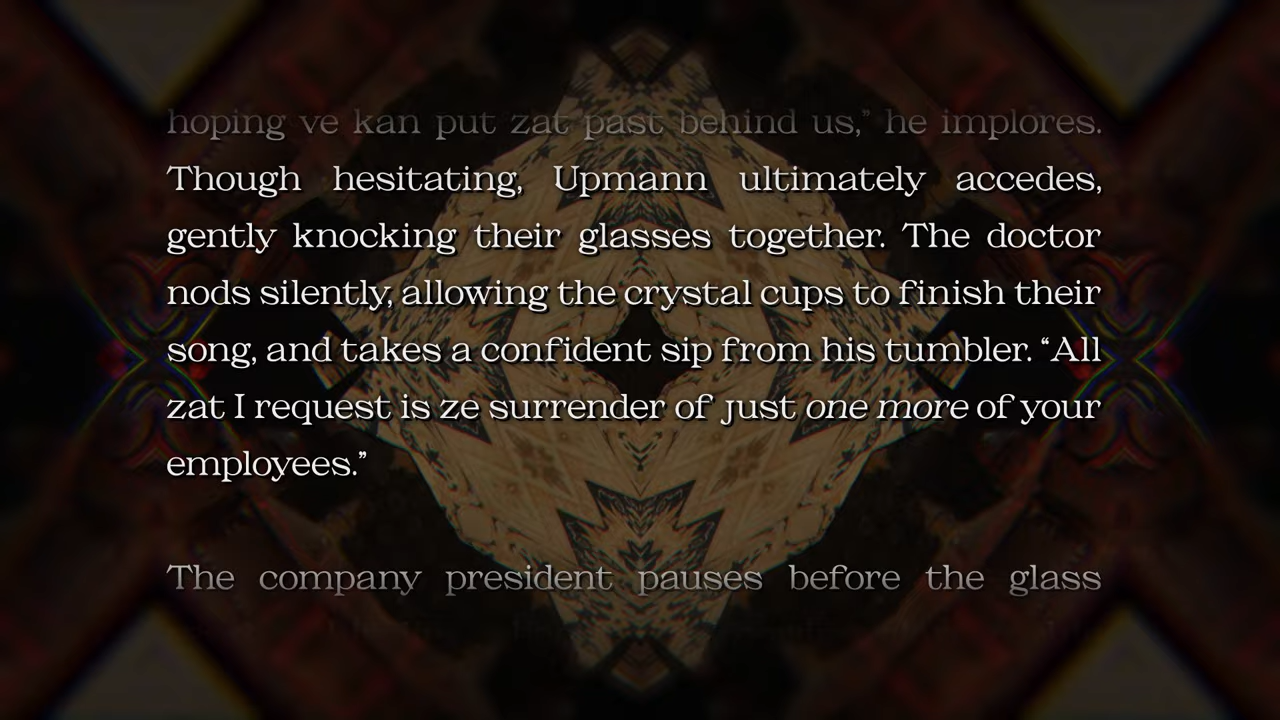 hoping ve kan put zat past behind us,” he implores.
Though hesitating, Upmann ultimately accedes,
gently knocking their glasses together. The doctor
nods silently, allowing the crystal cups to finish their
song, and takes a confident sip from his tumbler. “All
zat I request is ze surrender of just one more of your
employees.”
The company president pauses before the glass